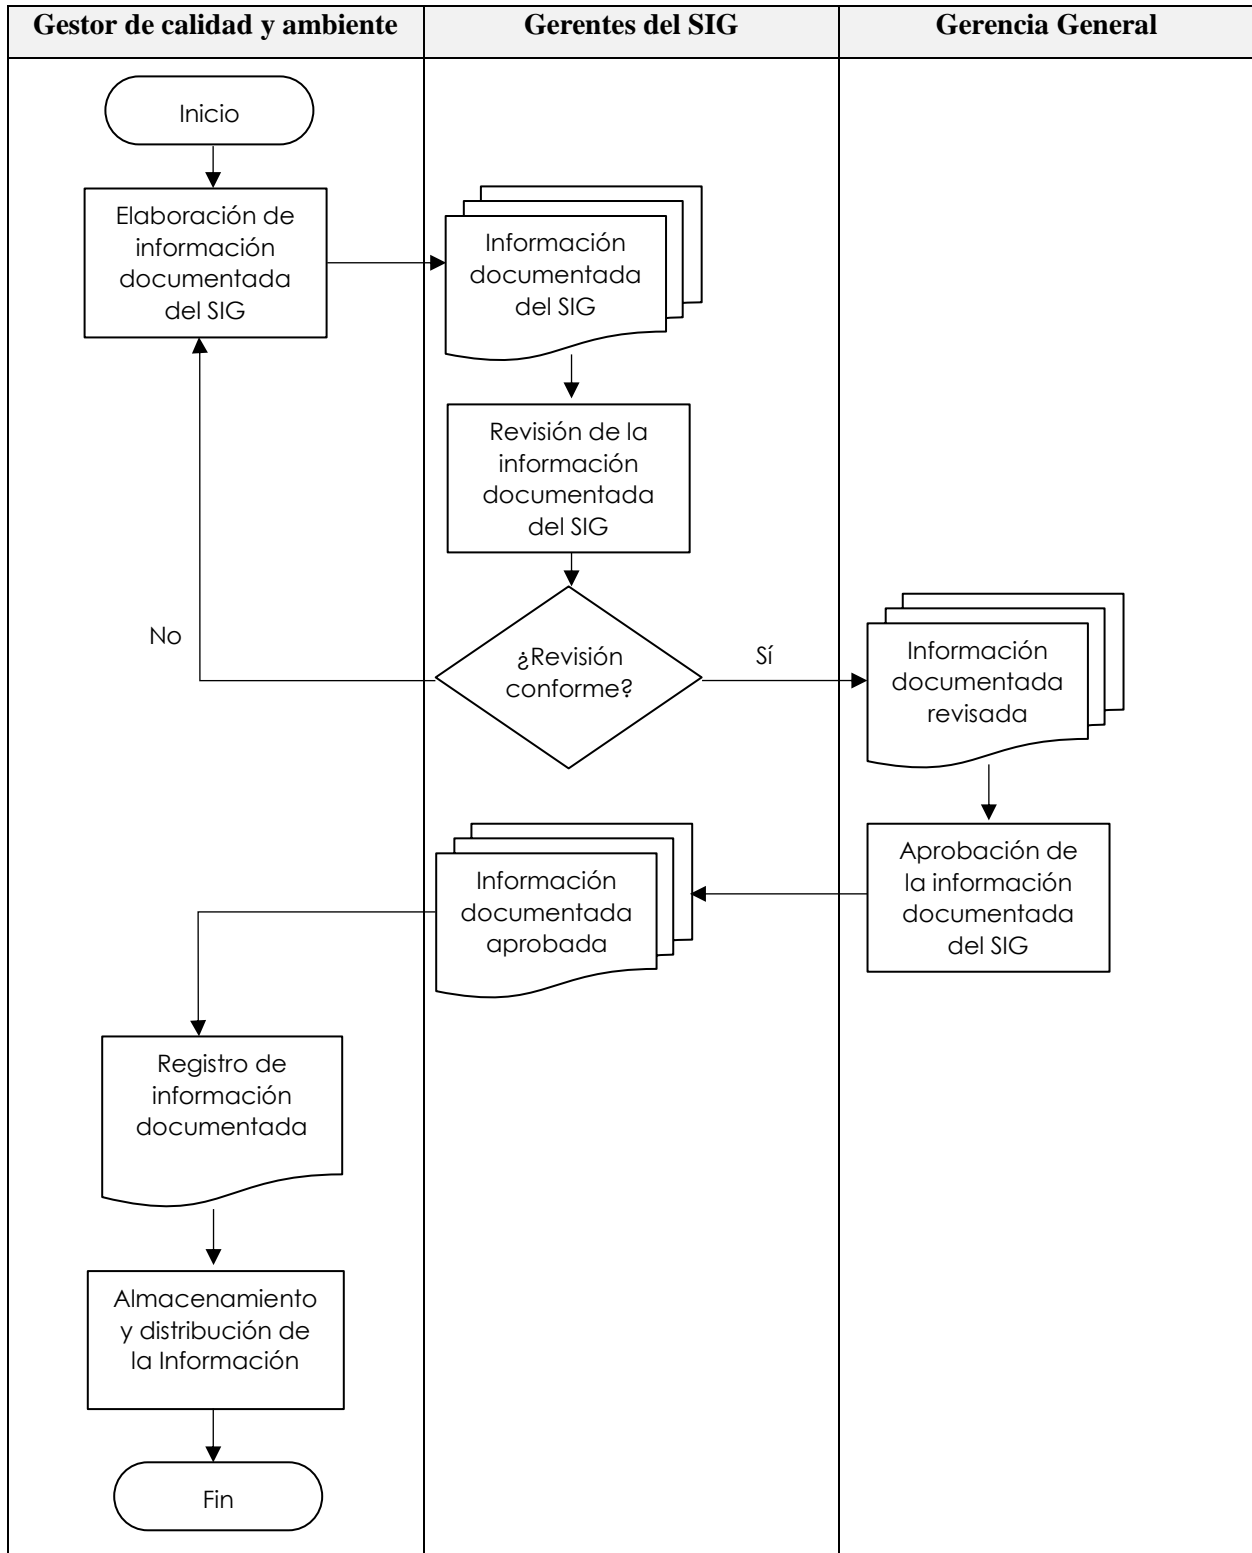 Gestor de calidad y ambiente
Gerentes del SIG
Gerencia General
Inicio
Elaboración de
información
documentada
del SIG
Información
documentada
del SIG
Revisión de la
información
documentada
del SIG
No
¿Revisión
conforme?
Sí
Información
documentada
revisada
Aprobación de
la información
documentada
del SIG
Información
documentada
aprobada
Registro de
información
documentada
Almacenamiento
y distribución de
la Información
Fin